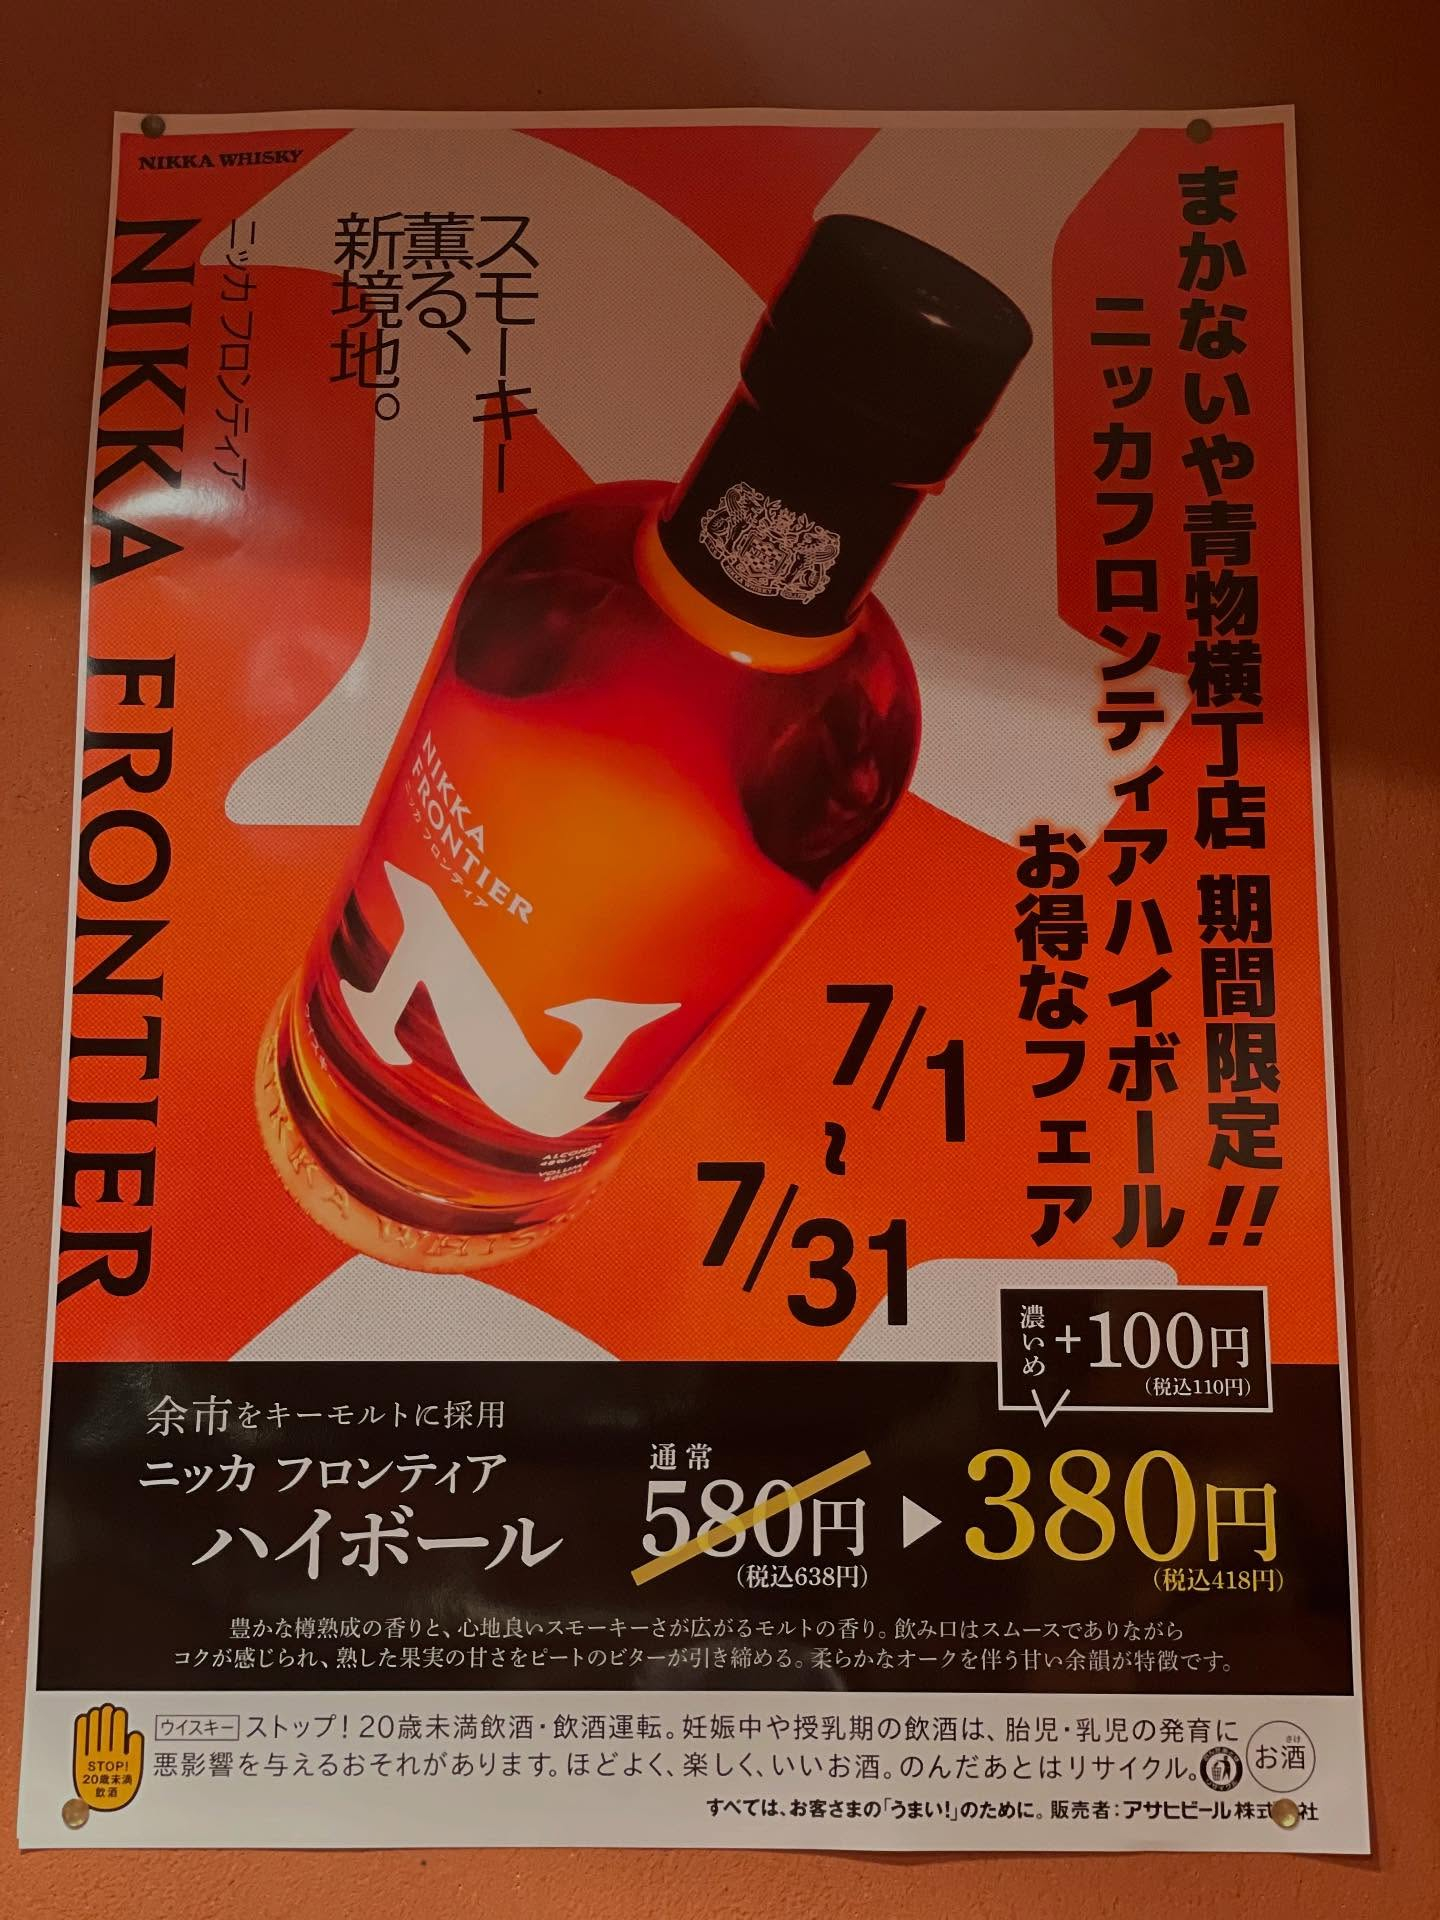 NIKKA WHISKY
まかないや青物横丁店 期間限定!!
ニッカフロンティアハイボール
お得なフェア
スモーキー
薫る、
新境地。
ニッカ フロンティア
NIKKA FRONTIER
NIKKA WHISKY
NIKKA
FRONTIER
ニッカ フロンティア
N
ALCOHOL
48%/VOL
VOLUME
500ML
7/1
~
7/31
濃いめ +100円
(税込110円)
余市をキーモルトに採用
ニッカ フロンティア
ハイボール
通常
580円
(税込638円)
▶
380円
(税込418円)
豊かな樽熟成の香りと、心地良いスモーキーさが広がるモルトの香り。飲み口はスムースでありながら
コクが感じられ、熟した果実の甘さをピートのビターが引き締める。柔らかなオークを伴う甘い余韻が特徴です。
STOP!
20歳未満
飲酒
ウイスキー ストップ!20歳未満飲酒・飲酒運転。妊娠中や授乳期の飲酒は、胎児・乳児の発育に
悪影響を与えるおそれがあります。ほどよく、楽しく、いいお酒。のんだあとはリサイクル。
さけ
お酒
すべては、お客さまの「うまい!」のために。販売者:アサヒビール株式 社